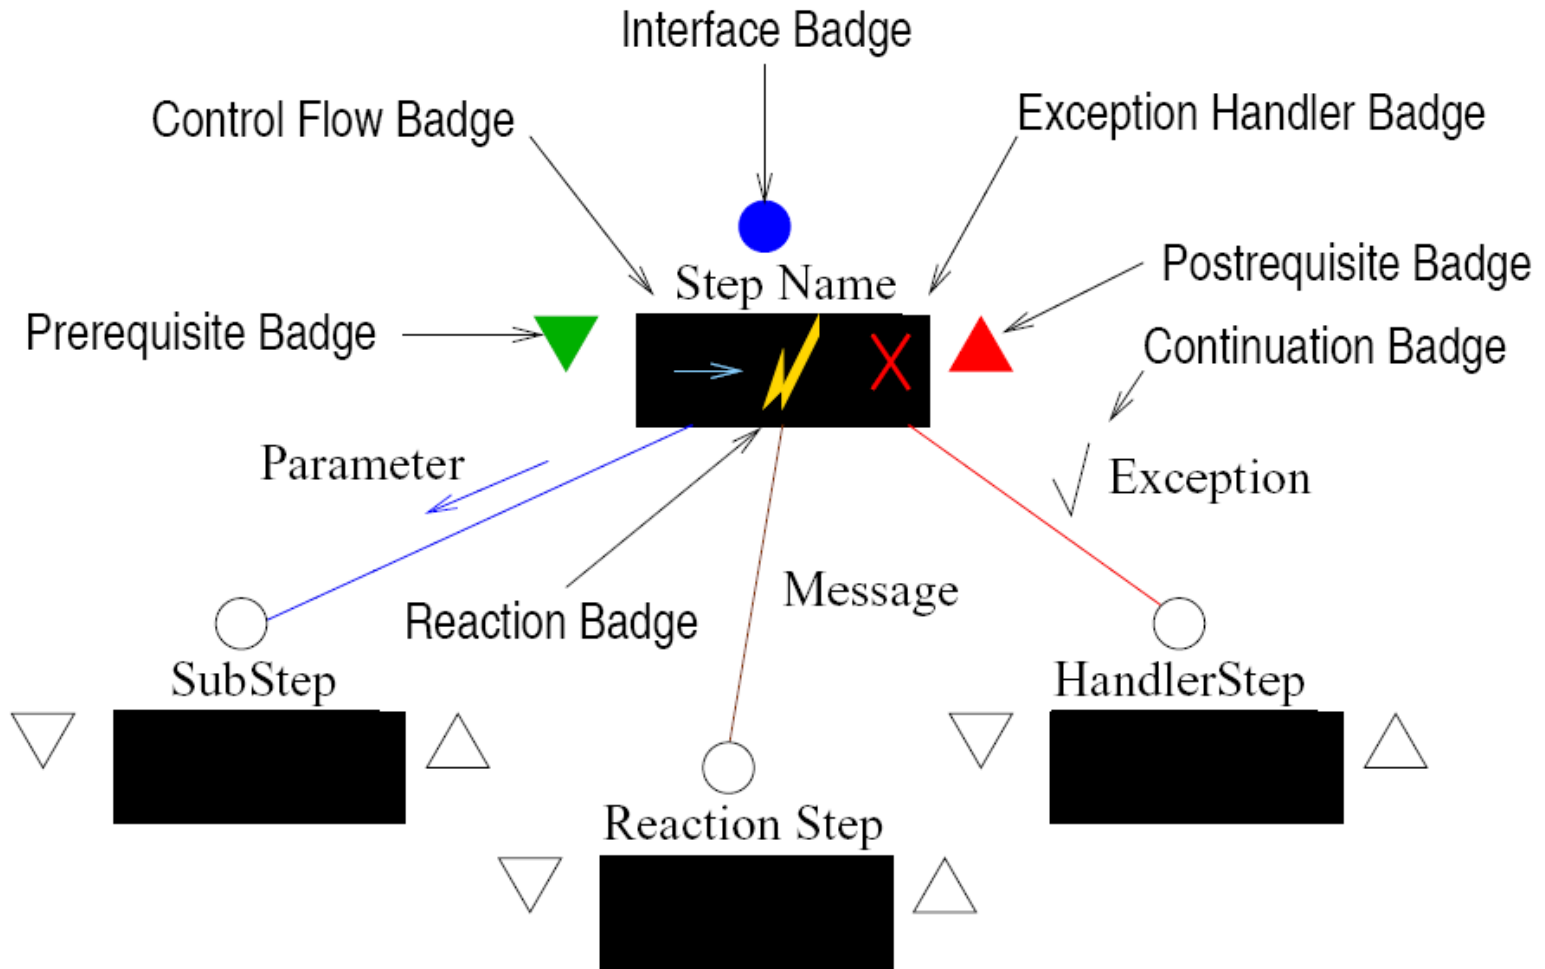 Interface Badge
Control Flow Badge
Exception Handler Badge
Step Name
Postrequisite Badge
Prerequisite Badge
Continuation Badge
Parameter
Exception
Message
Reaction Badge
SubStep
HandlerStep
Reaction Step